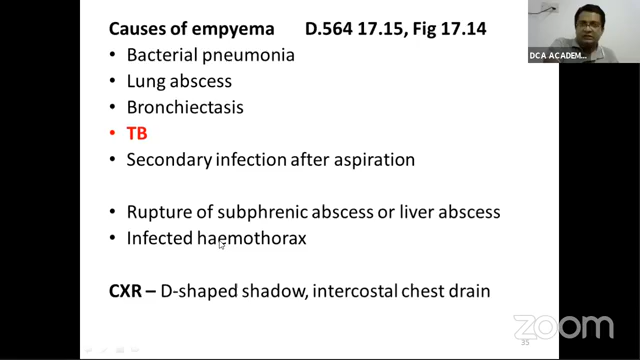 Causes of empyema D.564 17.15, Fig 17.14
• Bacterial pneumonia
• Lung abscess
• Bronchiectasis
• TB
• Secondary infection after aspiration
• Rupture of subphrenic abscess or liver abscess
• Infected haemothorax
CXR – D-shaped shadow, intercostal chest drain
DCA ACADEM...
zoom
35